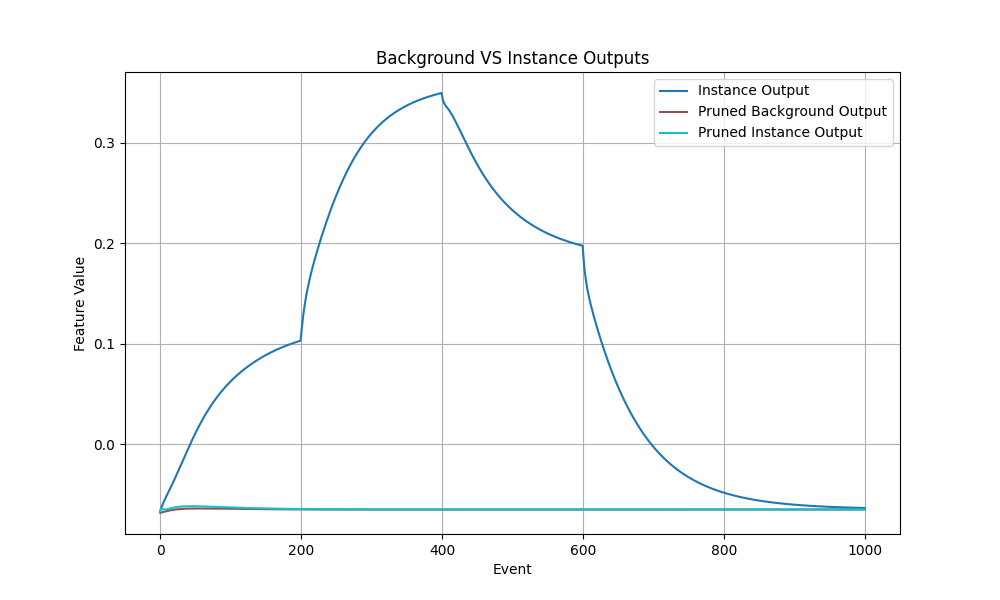 Background VS Instance Outputs
Instance Output
Pruned Background Output
Pruned Instance Output
0.3
0.2
0.1
0.0
Feature Value
0 200 400 600 800 1000
Event